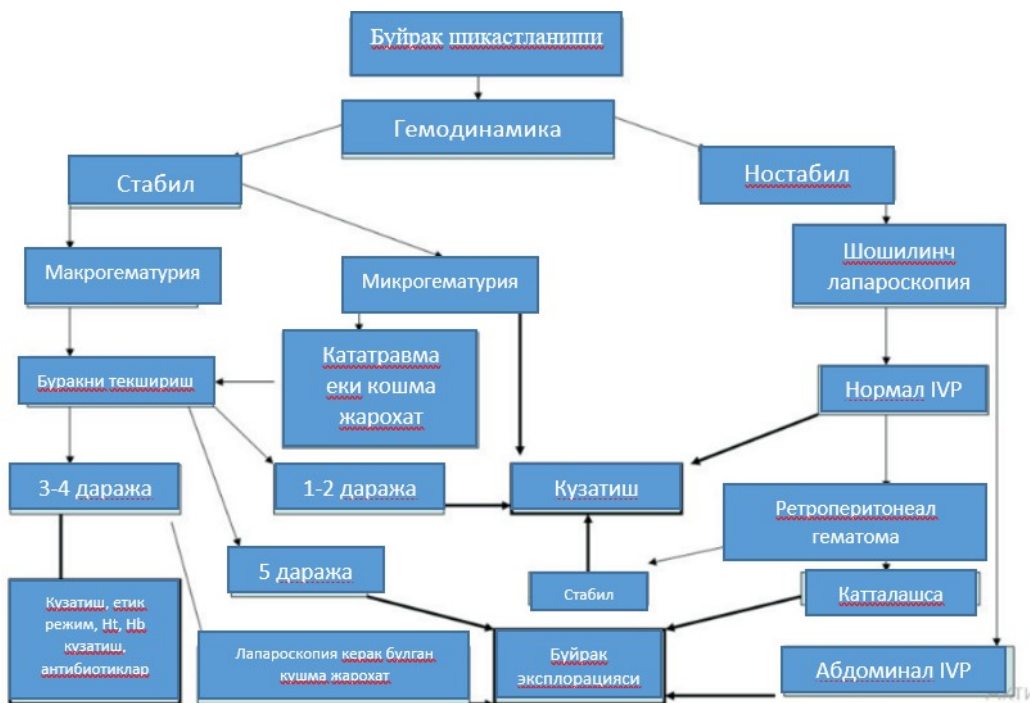 Буйрак шикастланиши
Гемодинамика
Стабил
Ностабил
Макрогематурия
Микрогематурия
Шошилинч
лапароскопия
Кататравма
еки кошма
жарохат
Буракни текшириш
Нормал IVP
3-4 даража
1-2 даража
Кузатиш
Ретроперитонеал
гематома
5 даража
Стабил
Катталашса
Кузатиш, етик
режим, Ht, Hb
кузатиш,
антибиотиклар
Лапароскопия керак булган
кушма жарохат
Буйрак
эксплорацияси
Абдоминал IVP